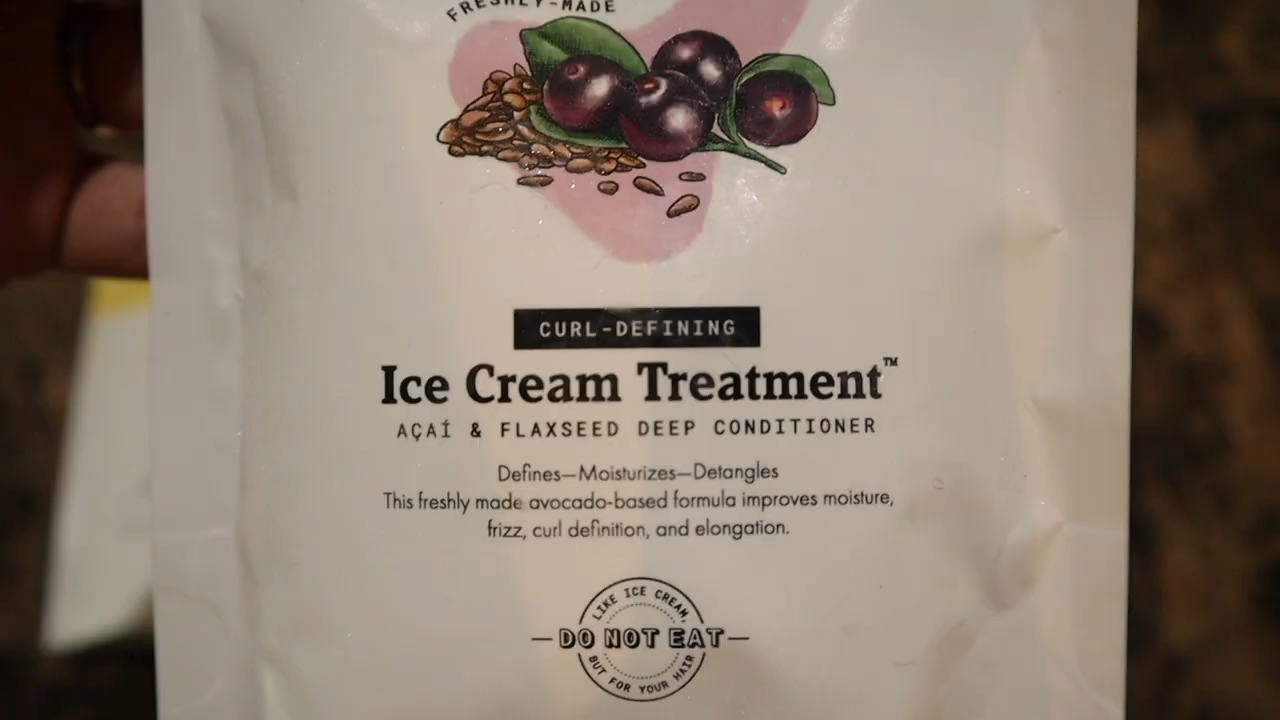 FRESHLY-MADE
CURL-DEFINING
Ice Cream Treatment™
AÇAÍ & FLAXSEED DEEP CONDITIONER
Defines—Moisturizes—Detangles
This freshly made avocado-based formula improves moisture,
frizz, curl definition, and elongation.
LIKE ICE CREAM,
DO NOT EAT
BUT FOR YOUR HAIR